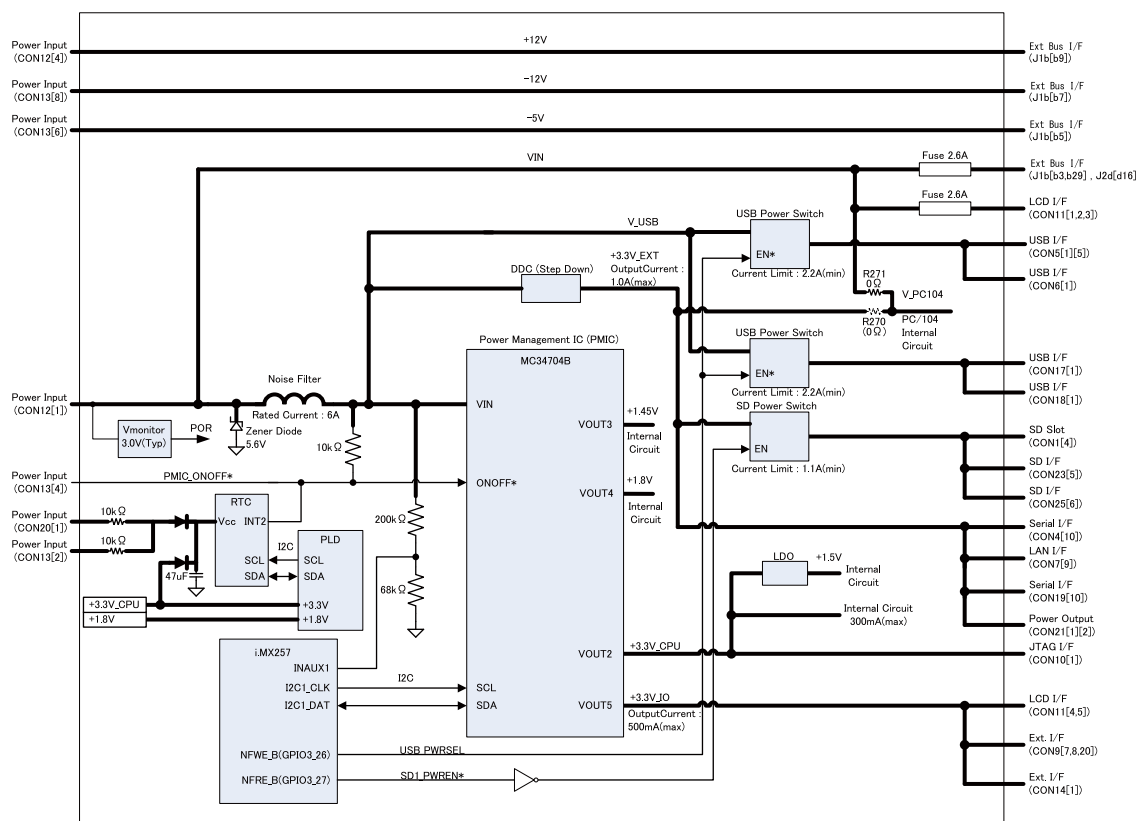 Power Input
(CON12[4])
+12V
Ext Bus I/F
(J1b[b9])
Power Input
(CON13[8])
-12V
Ext Bus I/F
(J1b[b7])
Power Input
(CON13[6])
-5V
Ext Bus I/F
(J1b[b5])
VIN
Fuse 2.6A
Ext Bus I/F
(J1b[b3,b29] , J2d[d16])
Fuse 2.6A
LCD I/F
(CON11[1,2,3])
V_USB
USB Power Switch
EN*
Current Limit : 2.2A(min)
USB I/F
(CON5[1][5])
USB I/F
(CON6[1])
DDC (Step Down)
+3.3V_EXT
OutputCurrent :
1.0A(max)
R271
0Ω
V_PC104
R270
(0Ω)
PC/104
Internal
Circuit
Power Management IC (PMIC)
MC34704B
USB Power Switch
EN*
Current Limit : 2.2A(min)
USB I/F
(CON17[1])
USB I/F
(CON18[1])
Power Input
(CON12[1])
Noise Filter
Rated Current : 6A
Zener Diode
5.6V
Vmonitor
3.0V(Typ)
POR
10kΩ
VIN
VOUT3
+1.45V
Internal
Circuit
SD Power Switch
EN
Current Limit : 1.1A(min)
SD Slot
(CON1[4])
SD I/F
(CON23[5])
SD I/F
(CON25[6])
Power Input
(CON13[4])
PMIC_ONOFF*
ONOFF*
VOUT4
+1.8V
Internal
Circuit
Power Input
(CON20[1])
10kΩ
Power Input
(CON13[2])
10kΩ
47uF
RTC
Vcc
INT2
SCL
SDA
I2C
PLD
SCL
SDA
+3.3V
+1.8V
+3.3V_CPU
+1.8V
200kΩ
68kΩ
Serial I/F
(CON4[10])
LAN I/F
(CON7[9])
Serial I/F
(CON19[10])
Power Output
(CON21[1][2])
LDO
+1.5V
Internal
Circuit
Internal Circuit
300mA(max)
VOUT2
+3.3V_CPU
JTAG I/F
(CON10[1])
i.MX257
INAUX1
I2C1_CLK
I2C1_DAT
I2C
SCL
SDA
VOUT5
+3.3V_IO
OutputCurrent :
500mA(max)
LCD I/F
(CON11[4,5])
NFWE_B(GPIO3_26)
USB_PWRSEL
Ext. I/F
(CON9[7,8,20])
NFRE_B(GPIO3_27)
SD1_PWREN*
Ext. I/F
(CON14[1])